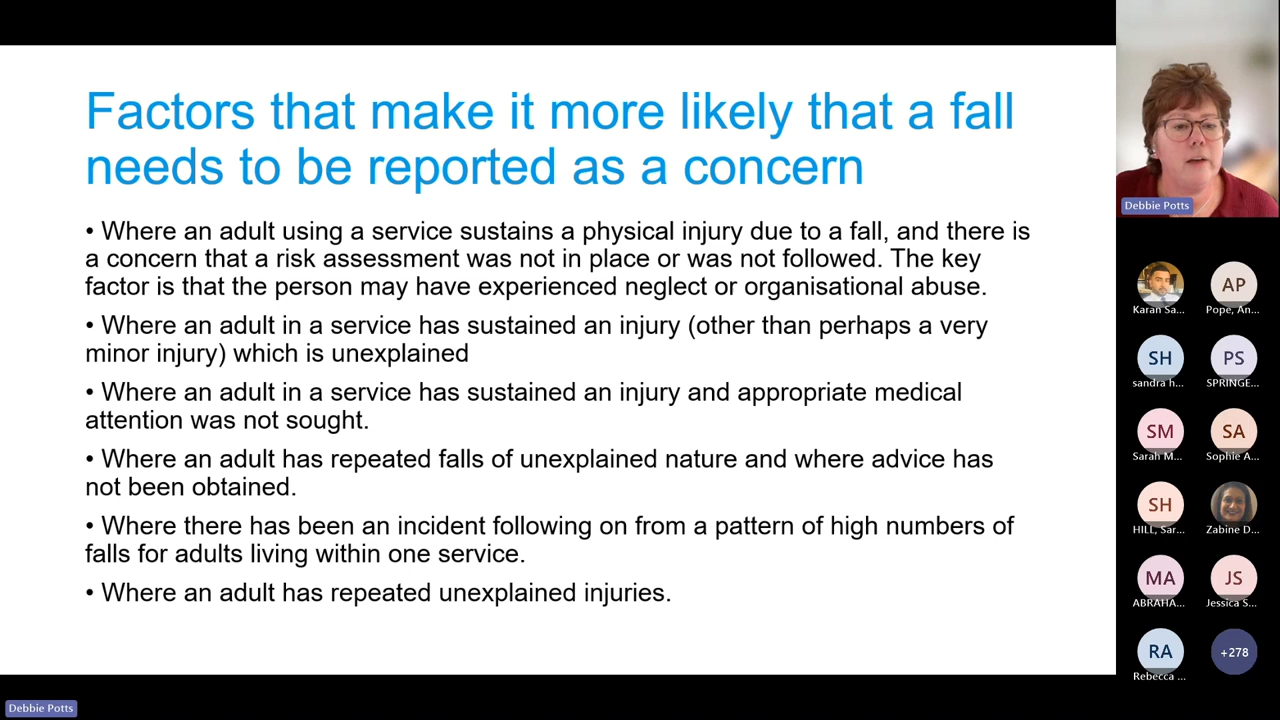 Factors that make it more likely that a fall
needs to be reported as a concern
• Where an adult using a service sustains a physical injury due to a fall, and there is
a concern that a risk assessment was not in place or was not followed. The key
factor is that the person may have experienced neglect or organisational abuse.
• Where an adult in a service has sustained an injury (other than perhaps a very
minor injury) which is unexplained
• Where an adult in a service has sustained an injury and appropriate medical
attention was not sought.
• Where an adult has repeated falls of unexplained nature and where advice has
not been obtained.
• Where there has been an incident following on from a pattern of high numbers of
falls for adults living within one service.
• Where an adult has repeated unexplained injuries.
Debbie Potts
Karan Sa...
AP
Pope, An...
SH
sandra h...
PS
SPRINGE...
SM
Sarah M...
SA
Sophie A...
SH
HILL, Sar...
Zabine D...
MA
ABRAHA...
JS
Jessica S...
RA
Rebecca ...
+278
Debbie Potts